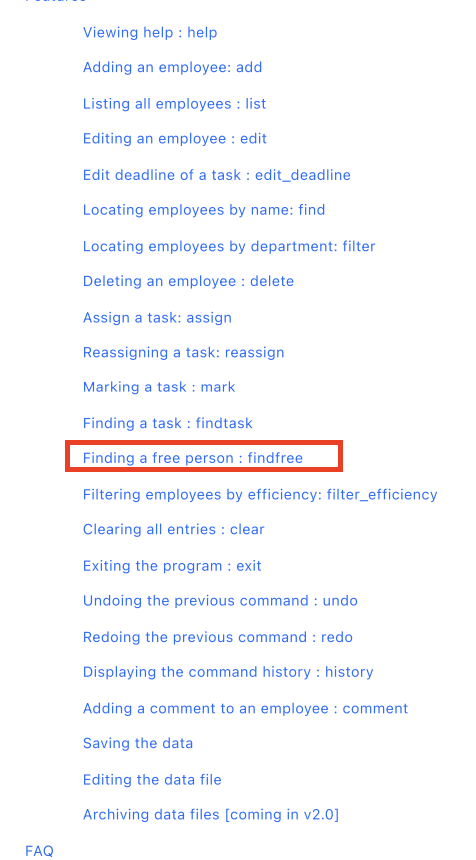 Viewing help : help
Adding an employee: add
Listing all employees : list
Editing an employee : edit
Edit deadline of a task : edit_deadline
Locating employees by name: find
Locating employees by department: filter
Deleting an employee : delete
Assign a task: assign
Reassigning a task: reassign
Marking a task : mark
Finding a task : findtask
Finding a free person : findfree
Filtering employees by efficiency: filter_efficiency
Clearing all entries : clear
Exiting the program : exit
Undoing the previous command : undo
Redoing the previous command : redo
Displaying the command history : history
Adding a comment to an employee : comment
Saving the data
Editing the data file
Archiving data files [coming in v2.0]
FAQ